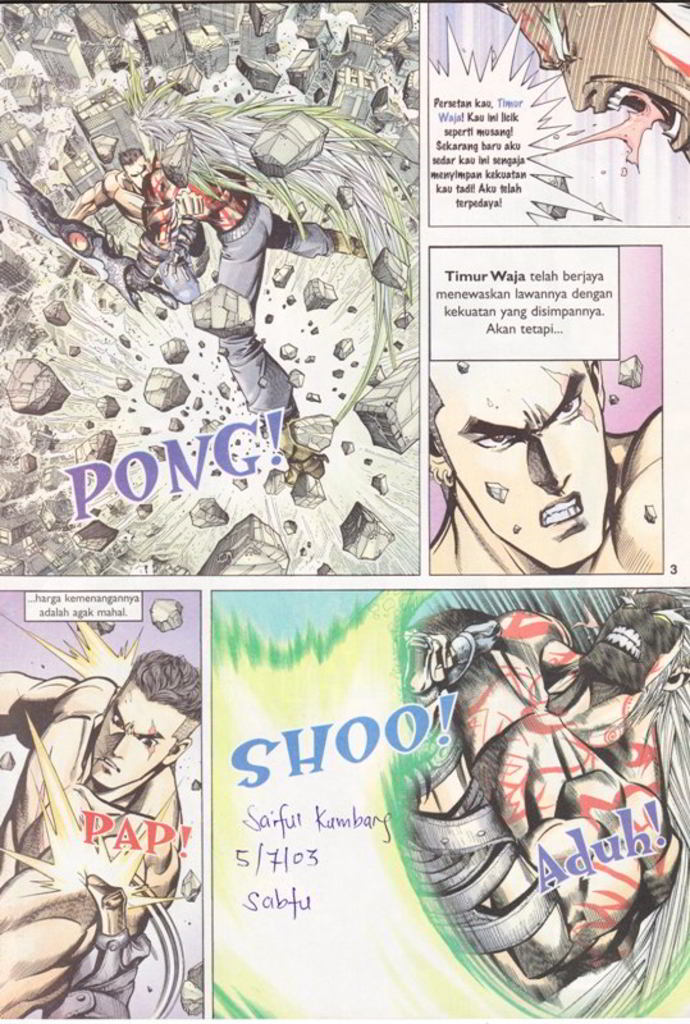 Persetan kau, Timur
Waja! Kau ini licik
seperti musang!
Sekarang baru aku
sedar kau ini sengaja
menyimpan kekuatan
kau tadi! Aku telah
terpedaya!
PONG!
Timur Waja telah berjaya
menewaskan lawannya dengan
kekuatan yang disimpannya.
Akan tetapi...
3
...harga kemenangannya
adalah agak mahal.
PAP!
SHOO!
Saiful Kumbang
5/7/03
Sabtu
Aduh!